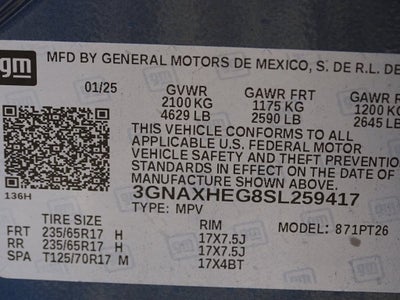 gm
MFD BY GENERAL MOTORS DE MEXICO, S. DE R.L. DE
01/25 GVWR GAWR FRT GAWR R
2100 KG 1175 KG 1200 KG
4629 LB 2590 LB 2645 LB
THIS VEHICLE CONFORMS TO ALL
APPLICABLE U.S. FEDERAL MOTOR
VEHICLE SAFETY AND THEFT PREVENTION
STANDARDS IN EFFECT ON THE DATE OF
MANUFACTURE SHOWN ABOVE.
136H 3GNAXHEG8SL259417
TYPE: MPV
TIRE SIZE RIM MODEL: 871PT26
FRT 235/65R17 H 17X7.5J
RR 235/65R17 H 17X7.5J
SPA T125/70R17 M 17X4BT